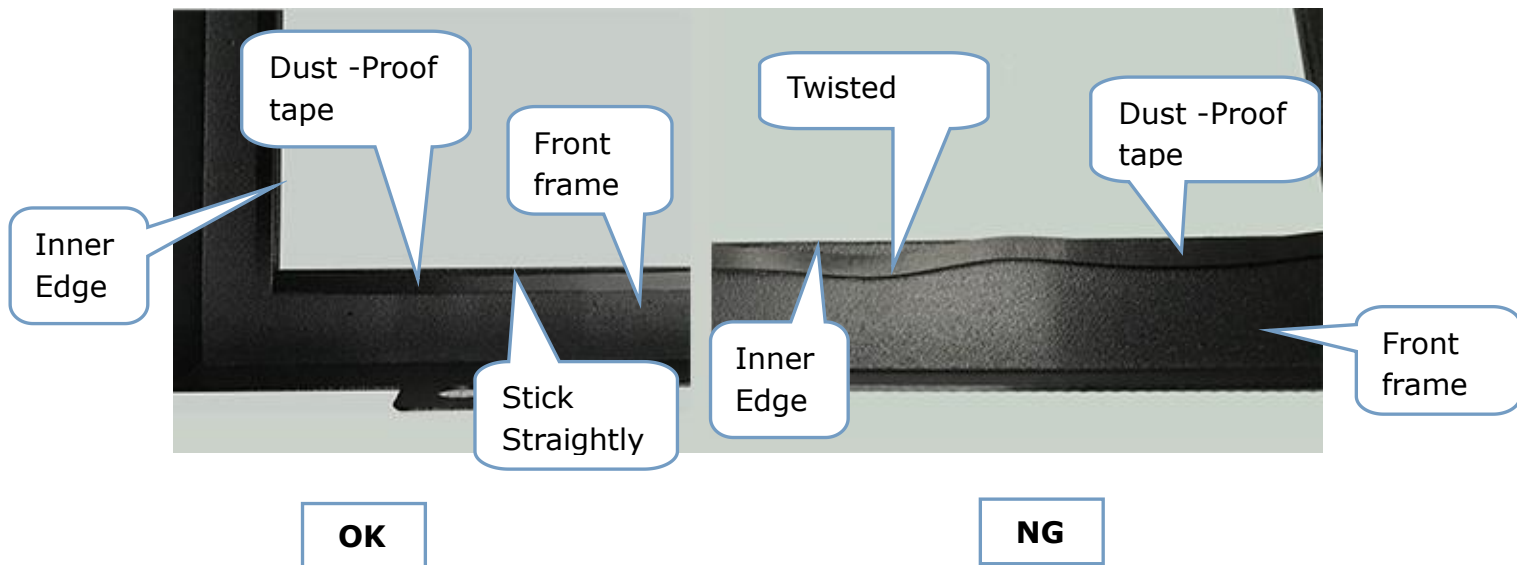 Dust -Proof
tape
Front
frame
Inner
Edge
Stick
Straightly
OK
Twisted
Dust -Proof
tape
Inner
Edge
Front
frame
NG